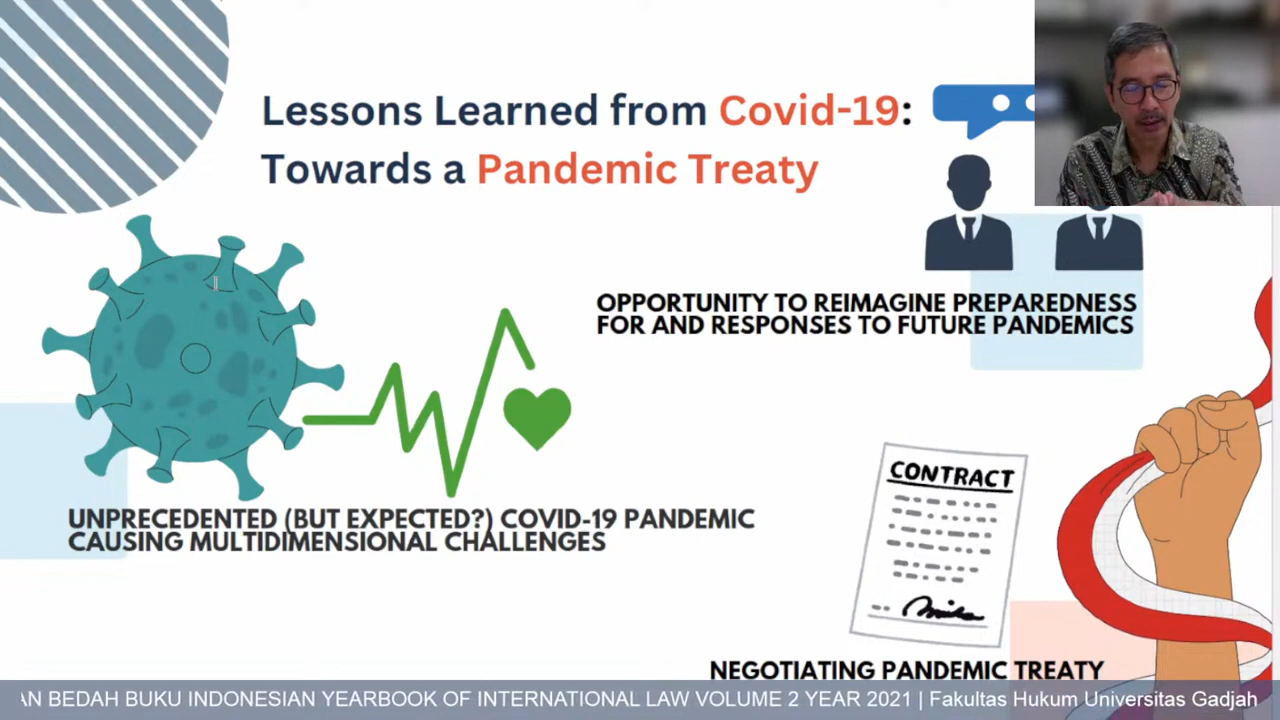 Lessons Learned from Covid-19:
Towards a Pandemic Treaty
OPPORTUNITY TO REIMAGINE PREPAREDNESS
FOR AND RESPONSES TO FUTURE PANDEMICS
CONTRACT
UNPRECEDENTED (BUT EXPECTED?) COVID-19 PANDEMIC
CAUSING MULTIDIMENSIONAL CHALLENGES
NEGOTIATING PANDEMIC TREATY
BEDAH BUKU INDONESIAN YEARBOOK OF INTERNATIONAL LAW VOLUME 2 YEAR 2021 | Fakultas Hukum Universitas Gadjah